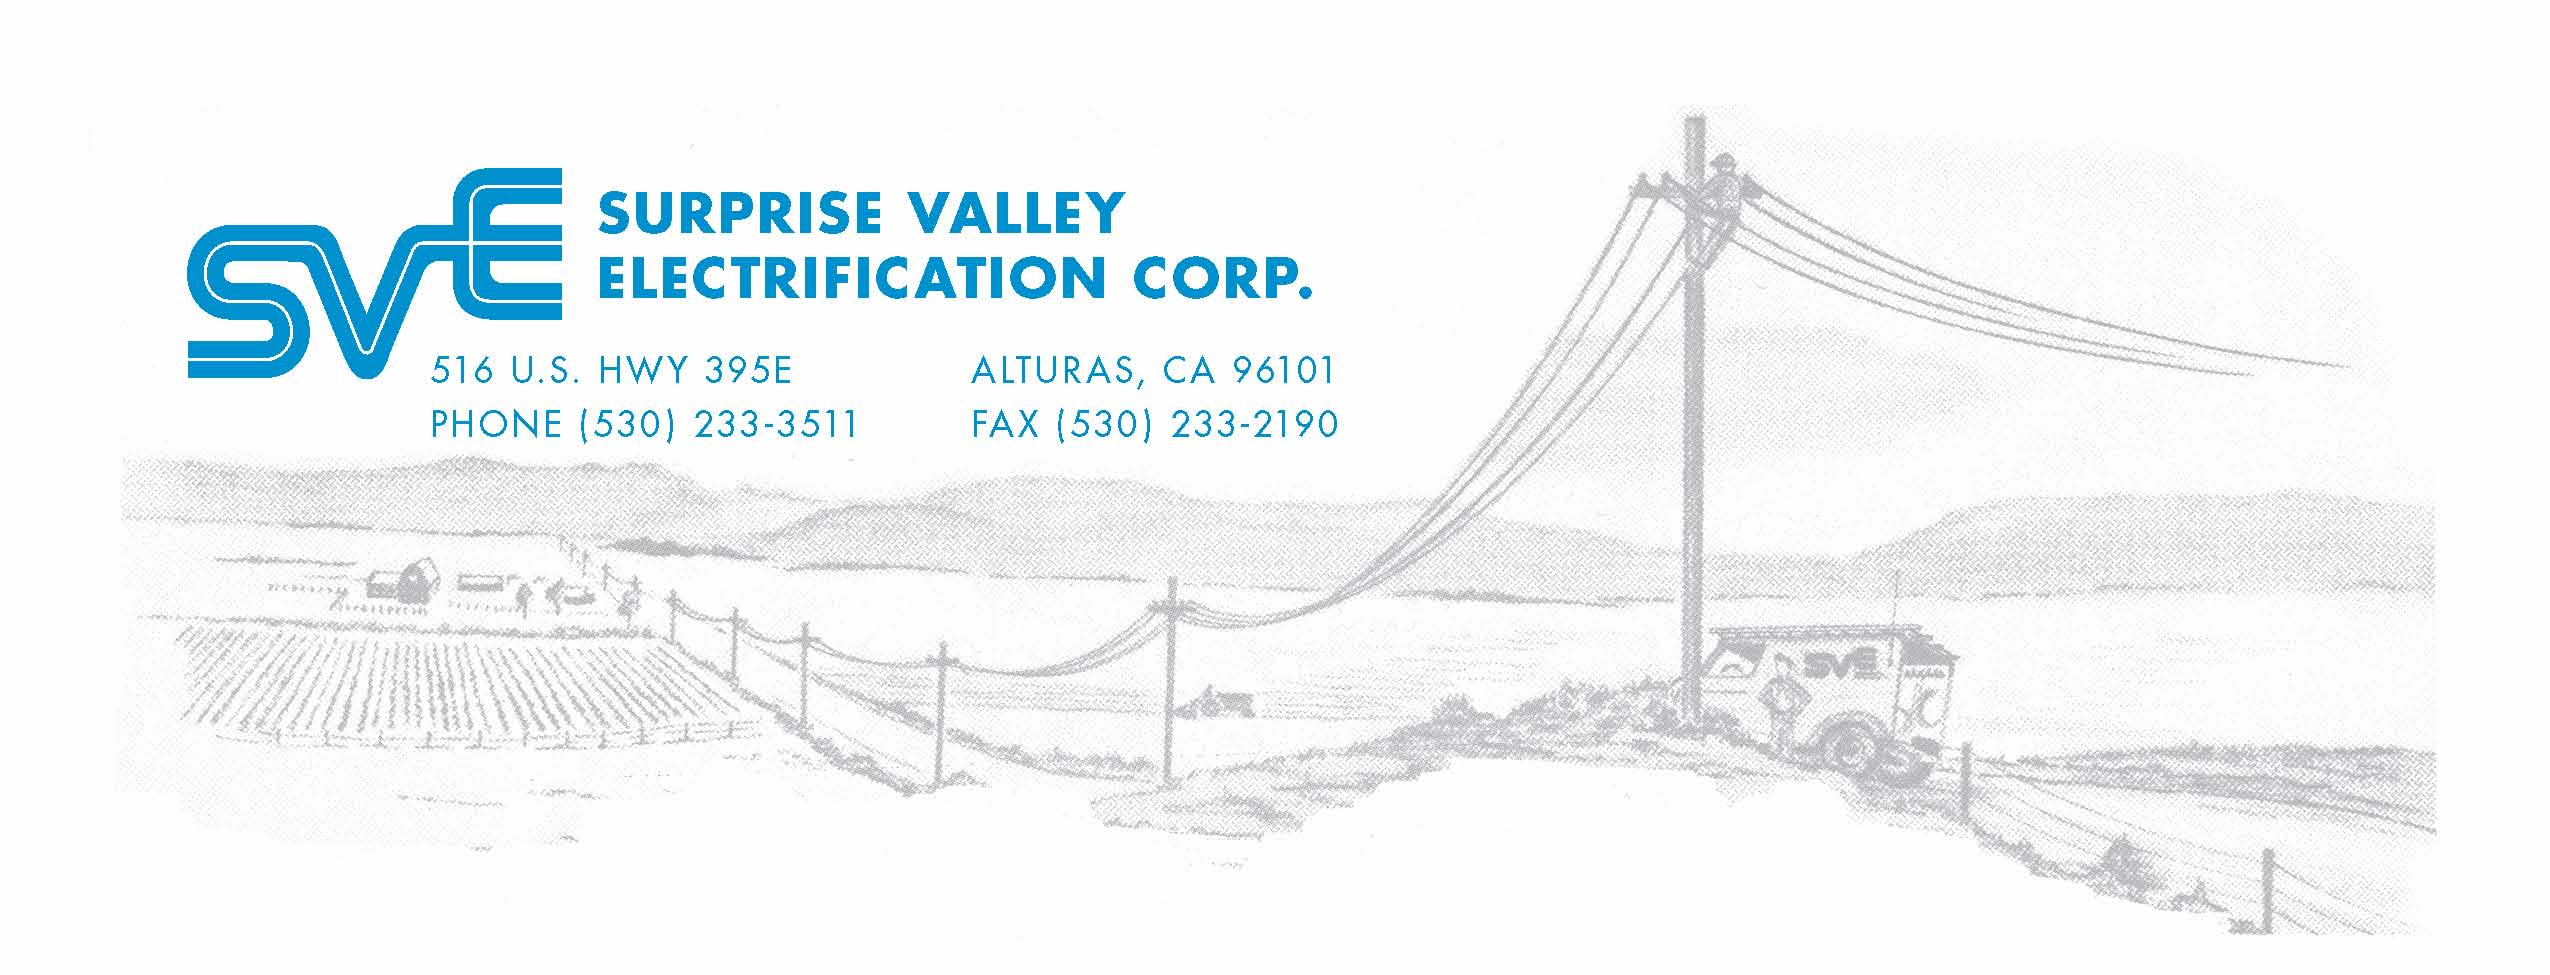 SVE
SURPRISE VALLEY
ELECTRIFICATION CORP.
516 U.S. HWY 395E ALTURAS, CA 96101
PHONE (530) 233-3511 FAX (530) 233-2190
SVE